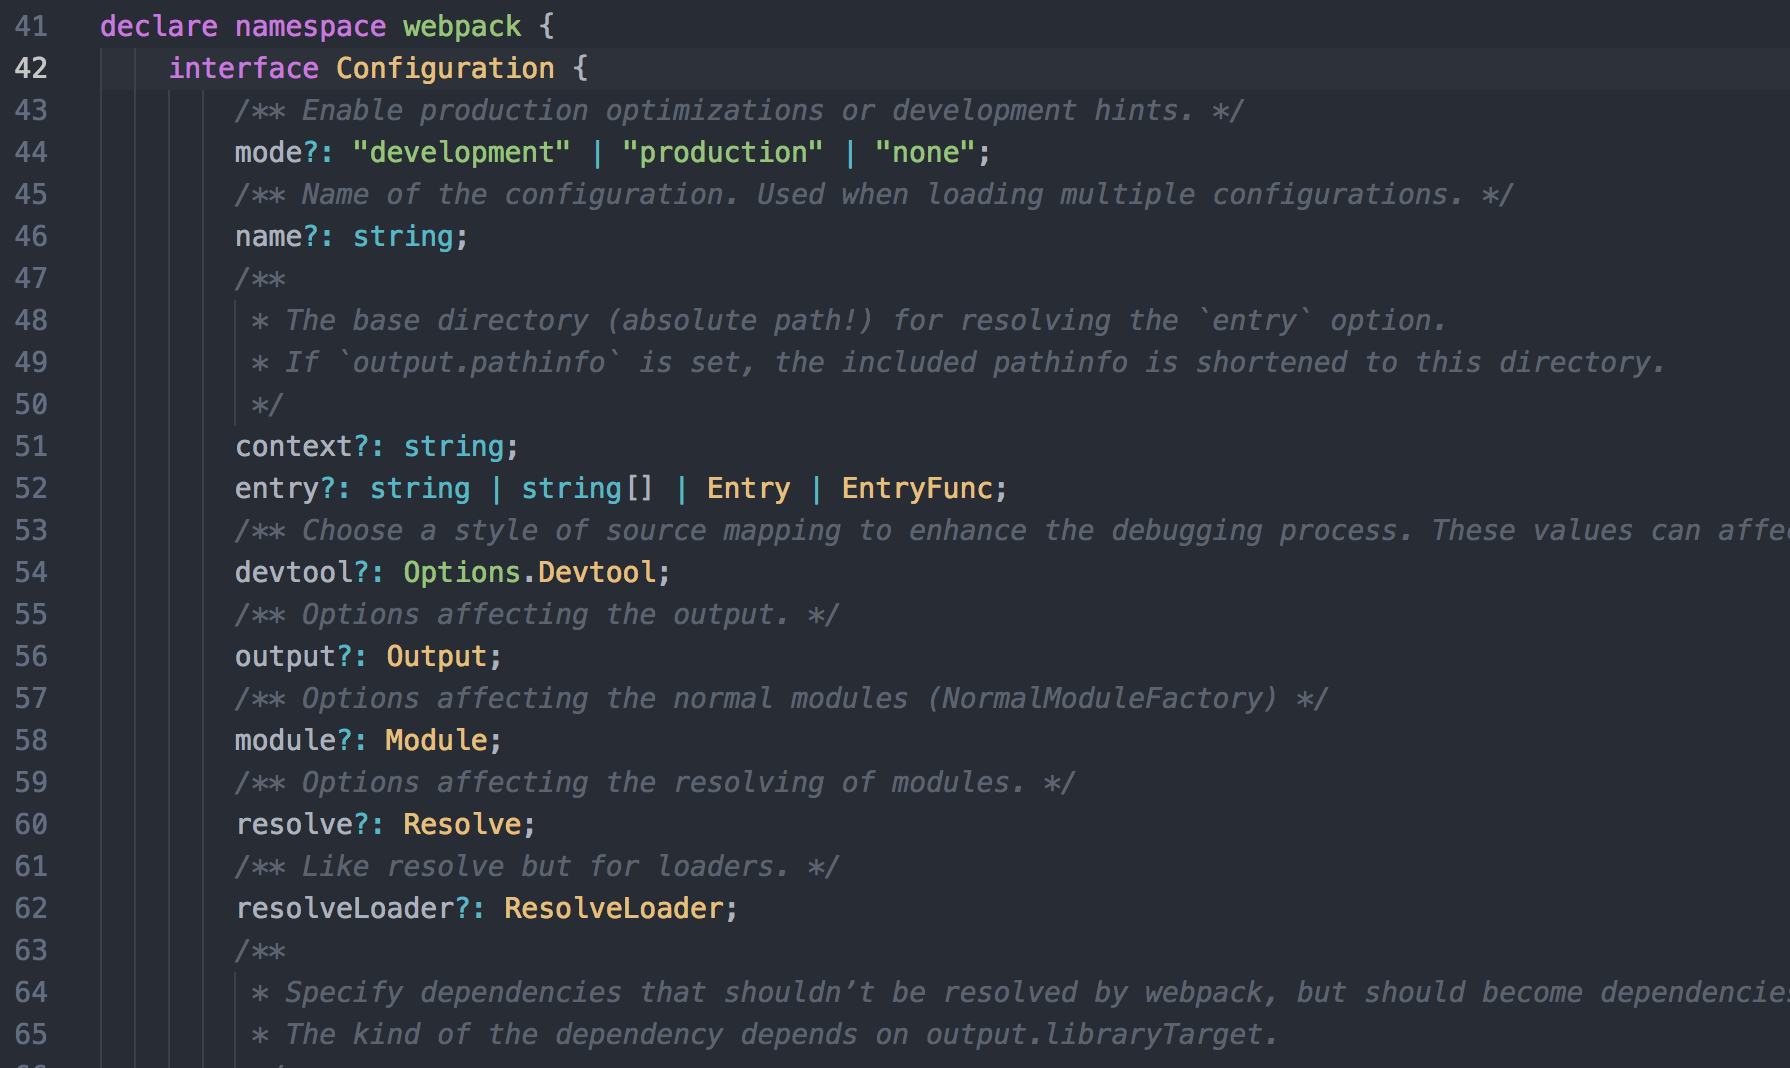 41 declare namespace webpack {
42 interface Configuration {
43 /** Enable production optimizations or development hints. */
44 mode?: "development" | "production" | "none";
45 /** Name of the configuration. Used when loading multiple configurations. */
46 name?: string;
47 /**
48 * The base directory (absolute path!) for resolving the `entry` option.
49 * If `output.pathinfo` is set, the included pathinfo is shortened to this directory.
50 */
51 context?: string;
52 entry?: string | string[] | Entry | EntryFunc;
53 /** Choose a style of source mapping to enhance the debugging process. These values can
54 devtool?: Options.Devtool;
55 /** Options affecting the output. */
56 output?: Output;
57 /** Options affecting the normal modules (NormalModuleFactory) */
58 module?: Module;
59 /** Options affecting the resolving of modules. */
60 resolve?: Resolve;
61 /** Like resolve but for loaders. */
62 resolveLoader?: ResolveLoader;
63 /**
64 * Specify dependencies that shouldn’t be resolved by webpack, but should become dependencies
65 * The kind of the dependency depends on output.libraryTarget.